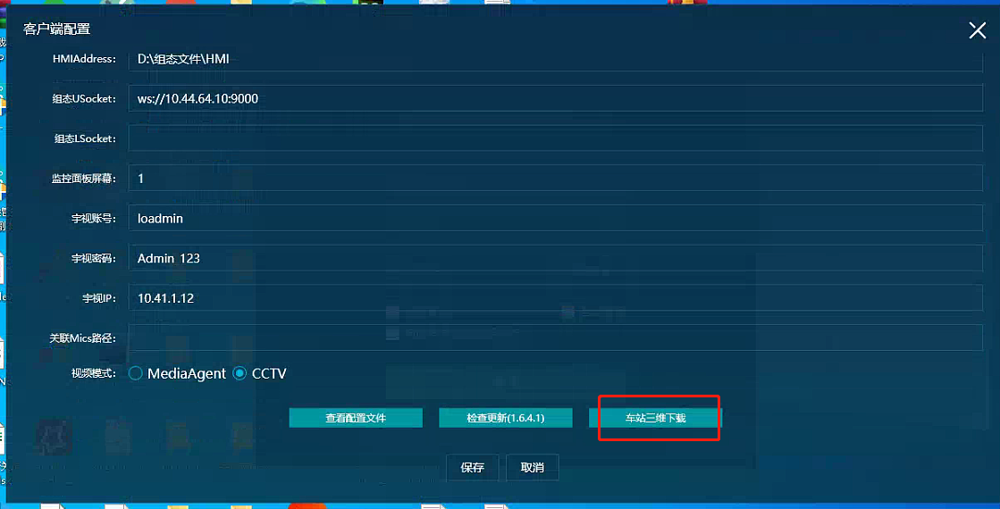 客户端配置
HMIAddress: D:\组态文件\HMI
组态USocket: ws://10.44.64.10:9000
组态LSocket:
监控面板屏幕: 1
宇视账号: loadmin
宇视密码: Admin_123
宇视IP: 10.41.1.12
关联Mics路径:
视频模式: MediaAgent CCTV
查看配置文件 检查更新(1.6.4.1) 车站三维下载
保存 取消